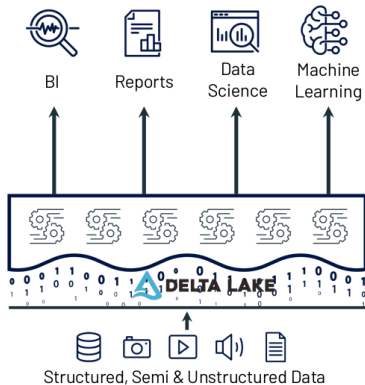 BI
Reports
Data
Science
Machine
Learning
DELTA LAKE
Structured, Semi & Unstructured Data